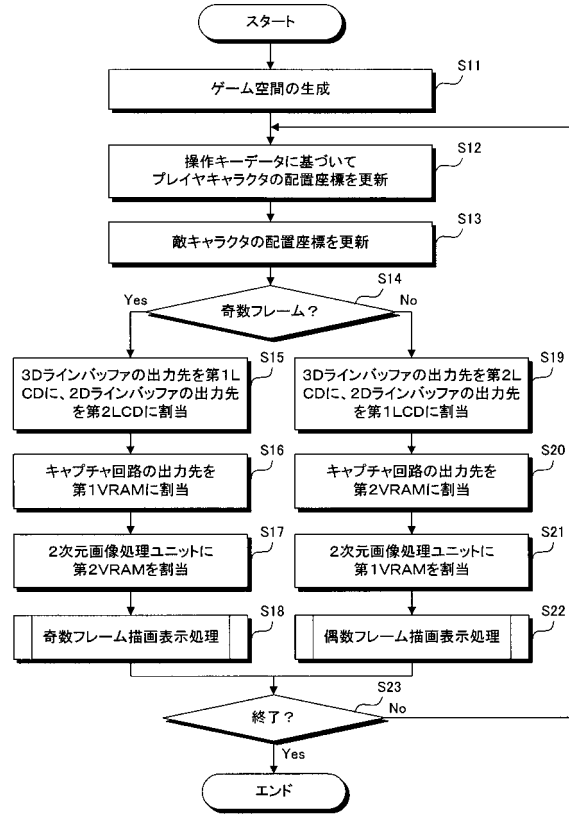 スタート
S11
ゲーム空間の生成
S12
操作キーデータに基づいて
プレイヤキャラクタの配置座標を更新
S13
敵キャラクタの配置座標を更新
S14
Yes
奇数フレーム?
No
S15
3Dラインバッファの出力先を第1L
CDに、2Dラインバッファの出力先
を第2LCDに割当
S19
3Dラインバッファの出力先を第2L
CDに、2Dラインバッファの出力先
を第1LCDに割当
S16
キャプチャ回路の出力先を
第1VRAMに割当
S20
キャプチャ回路の出力先を
第2VRAMに割当
S17
2次元画像処理ユニットに
第2VRAMを割当
S21
2次元画像処理ユニットに
第1VRAMを割当
S18
奇数フレーム描画表示処理
S22
偶数フレーム描画表示処理
S23
終了?
No
Yes
エンド